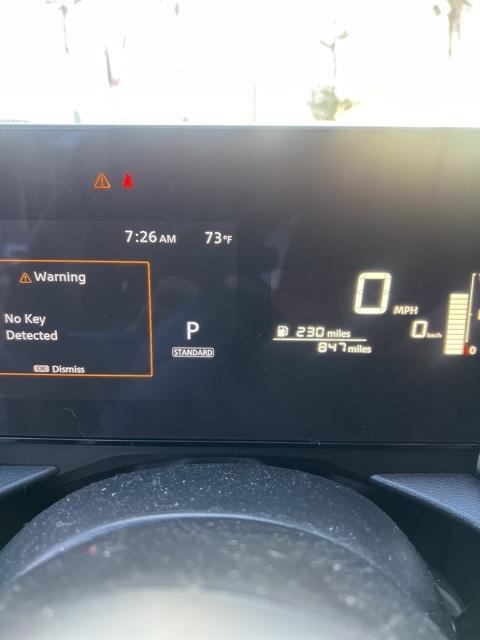 7:26 AM 73°F
Warning
No Key
Detected
OK Dismiss
P
STANDARD
0 MPH
0 km/h
230 miles
847 miles
0